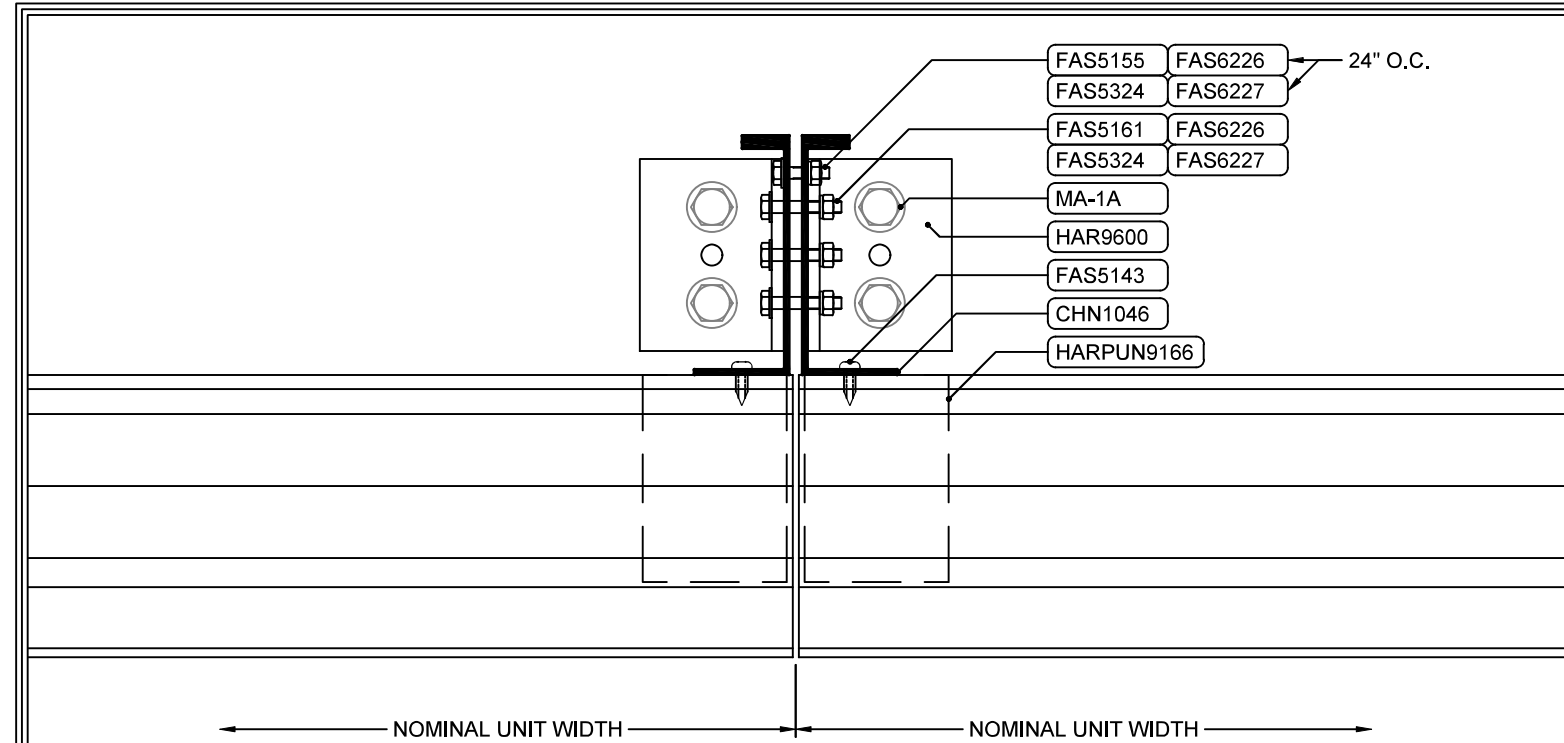 FAS5155 FAS6226 24" O.C.
FAS5324 FAS6227
FAS5161 FAS6226
FAS5324 FAS6227
MA-1A
HAR9600
FAS5143
CHN1046
HARPUN9166
NOMINAL UNIT WIDTH NOMINAL UNIT WIDTH